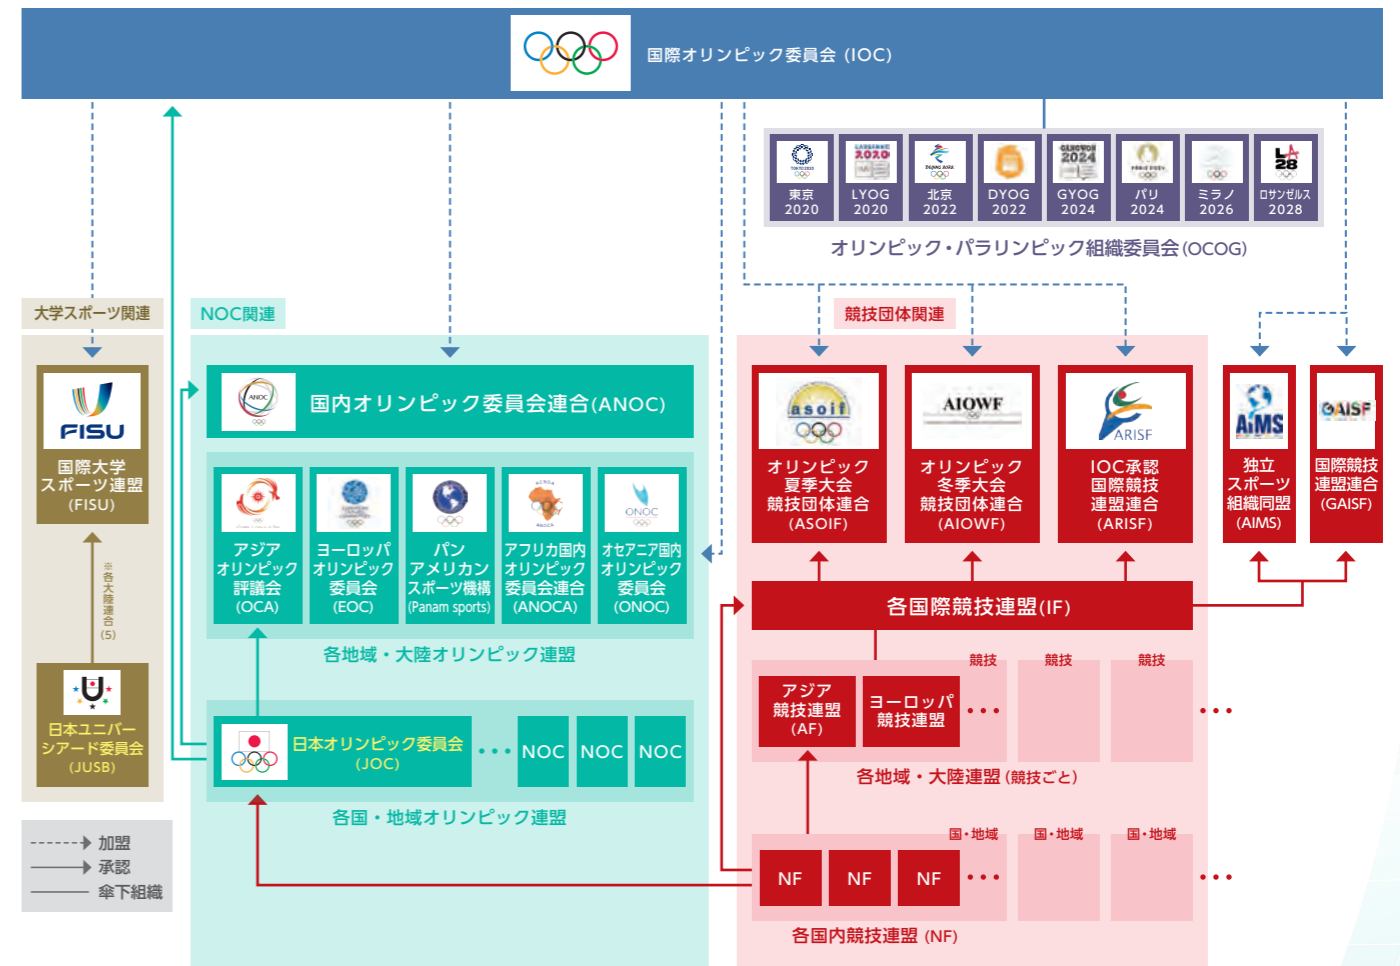 国際オリンピック委員会 (IOC)
TOKYO 2020
東京
2020
LAUSANNE
2020
LYOG
2020
BEIJING 2022
北京
2022
DYOG
2022
GANGWON
2024
GYOG
2024
PARIS 2024
パリ
2024
ミラノ
2026
LA
28
ロサンゼルス
2028
オリンピック・パラリンピック組織委員会(OCOG)
大学スポーツ関連
FISU
国際大学
スポーツ連盟
(FISU)
※各大陸連合
(5)
日本ユニバー
シアード委員会
(JUSB)
NOC関連
ANOC
国内オリンピック委員会連合(ANOC)
アジア
オリンピック
評議会
(OCA)
ヨーロッパ
オリンピック
委員会
(EOC)
パン
アメリカン
スポーツ機構
(Panam sports)
ACNOA
ANOCA
アフリカ国内
オリンピック
委員会連合
(ANOCA)
ONOC
オセアニア国内
オリンピック
委員会
(ONOC)
各地域・大陸オリンピック連盟
日本オリンピック委員会
(JOC)
・・・
NOC
NOC
NOC
各国・地域オリンピック連盟
競技団体関連
asoif
オリンピック
夏季大会
競技団体連合
(ASOIF)
AIOWF
オリンピック
冬季大会
競技団体連合
(AIOWF)
ARISF
IOC承認
国際競技
連盟連合
(ARISF)
AiMS
独立
スポーツ
組織同盟
(AIMS)
GAISF
国際競技
連盟連合
(GAISF)
各国際競技連盟(IF)
競技
競技
競技
アジア
競技連盟
(AF)
ヨーロッパ
競技連盟
・・・
・・・
各地域・大陸連盟 (競技ごと)
国・地域
国・地域
国・地域
NF
NF
NF
・・・
・・・
各国内競技連盟 (NF)
加盟
承認
傘下組織